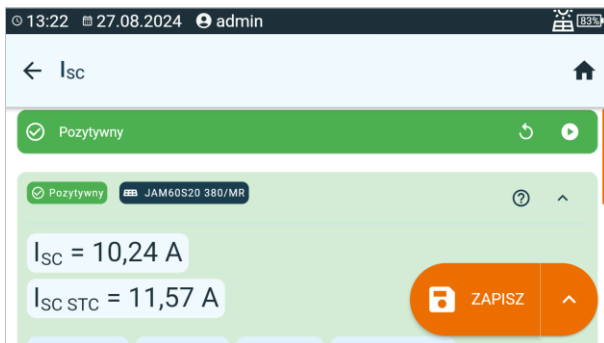 13:22 27.08.2024 admin 83%
Isc
Pozytywny
Pozytywny JAM60S20 380/MR
Isc = 10,24 A
Isc STC = 11,57 A
ZAPISZ